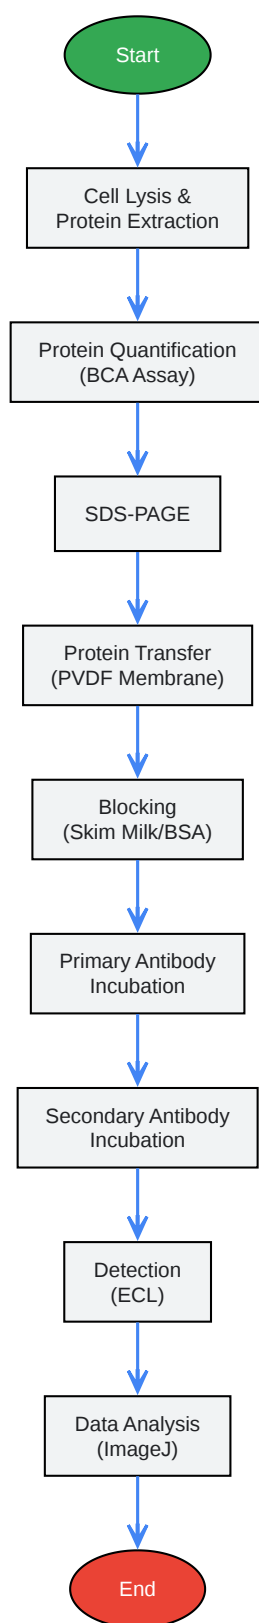 Start
Cell Lysis &
Protein Extraction
Protein Quantification
(BCA Assay)
SDS-PAGE
Protein Transfer
(PVDF Membrane)
Blocking
(Skim Milk/BSA)
Primary Antibody
Incubation
Secondary Antibody
Incubation
Detection
(ECL)
Data Analysis
(ImageJ)
End